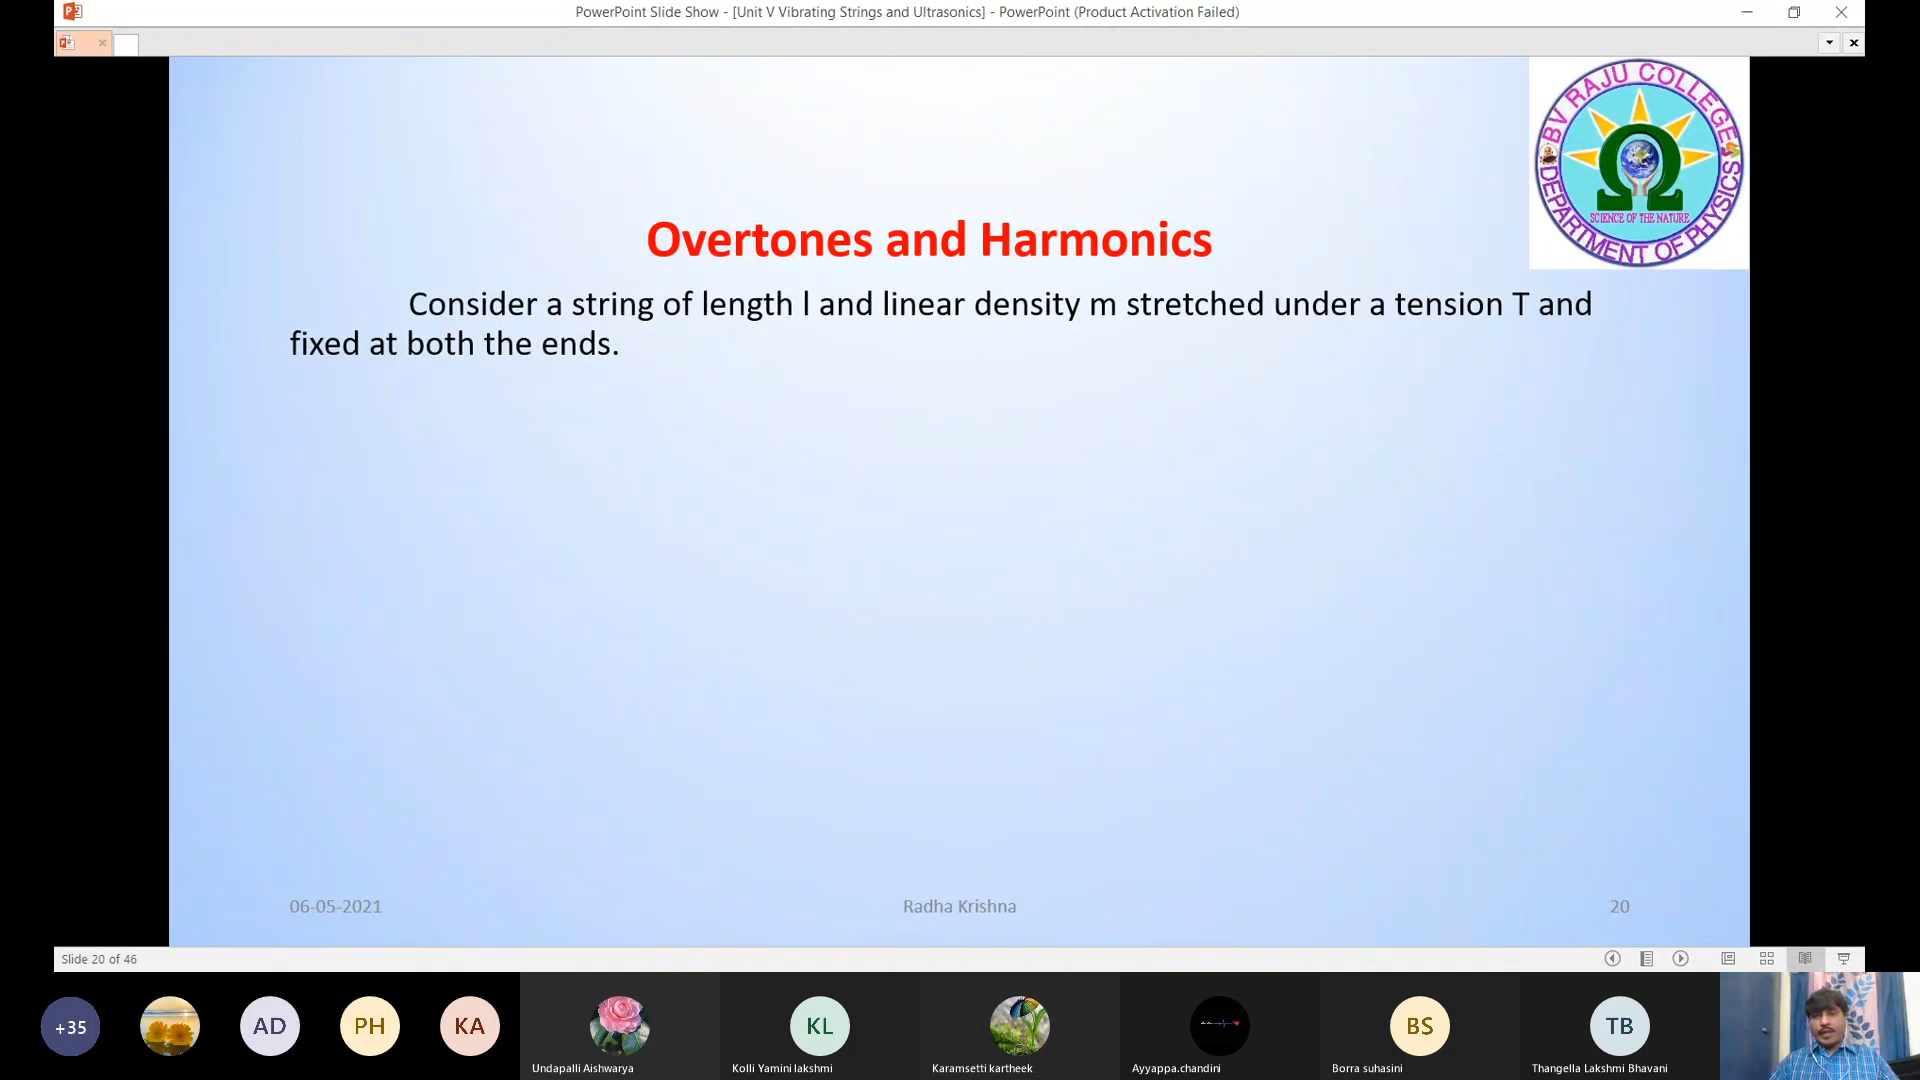 PowerPoint Slide Show - [Unit V Vibrating Strings and Ultrasonics] - PowerPoint (Product Activation Failed)
BV RAJU COLLEGE
SCIENCE OF THE NATURE
DEPARTMENT OF PHYSICS
Overtones and Harmonics
Consider a string of length l and linear density m stretched under a tension T and
fixed at both the ends.
06-05-2021 Radha Krishna 20
Slide 20 of 46
+35 AD PH KA KL BS TB
Undapalli Aishwarya Kolli Yamini lakshmi Karamsetti kartheek Ayyappa.chandini Borra suhasini Thangella Lakshmi Bhavani